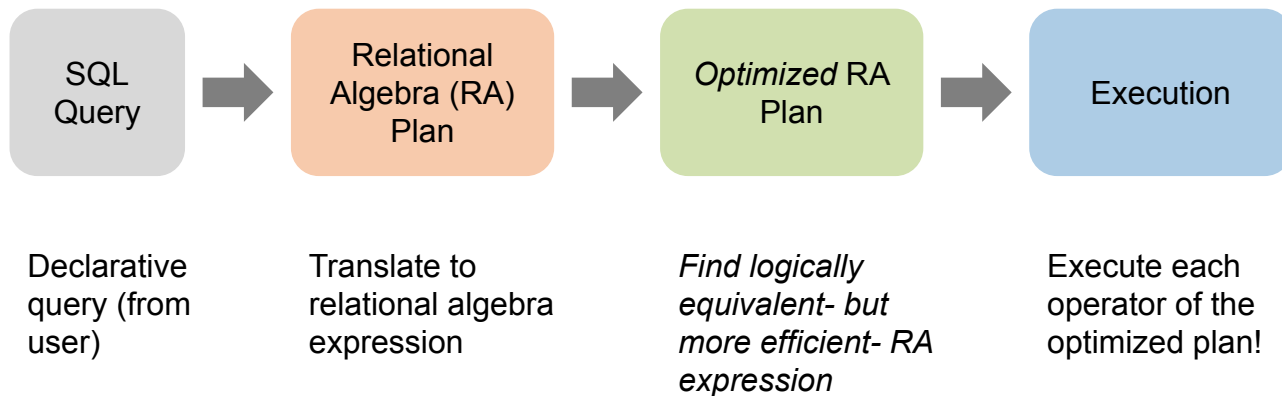 SQL
Query
Relational
Algebra (RA)
Plan
Optimized RA
Plan
Execution
Declarative
query (from
user)
Translate to
relational algebra
expression
Find logically
equivalent- but
more efficient- RA
expression
Execute each
operator of the
optimized plan!